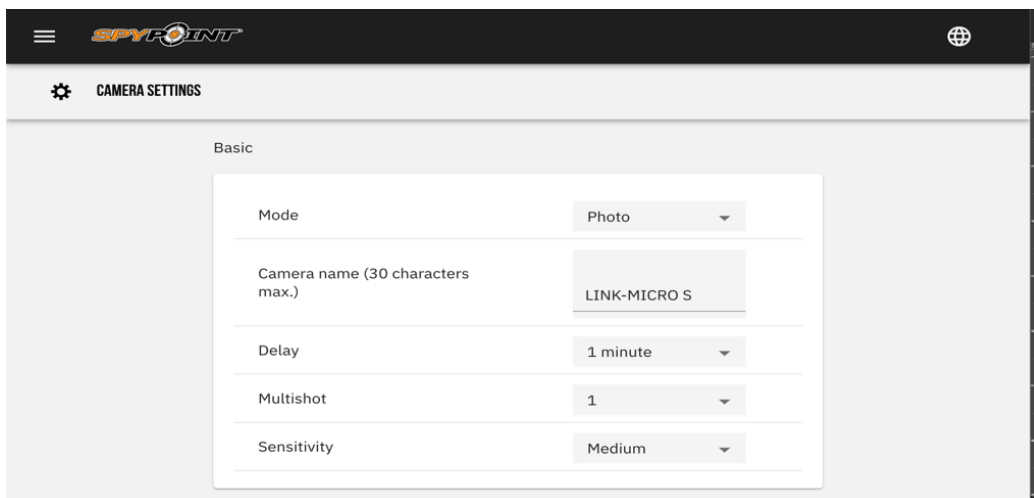 SPYPOINT
CAMERA SETTINGS
Basic
Mode
Photo
Camera name (30 characters
max.)
LINK-MICRO S
Delay
1 minute
Multishot
1
Sensitivity
Medium